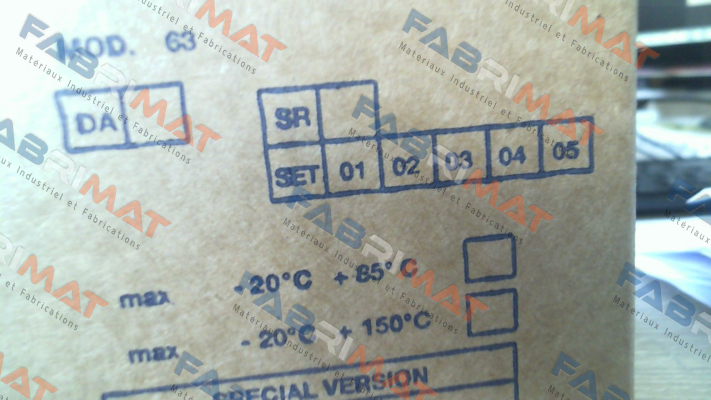 MOD. 63
DA SR
SET 01 02 03 04 05
max -20°C +85°C
max -20°C +150°C
SPECIAL VERSION
FABRIMAT
Materiaux Industriel et Fabrications